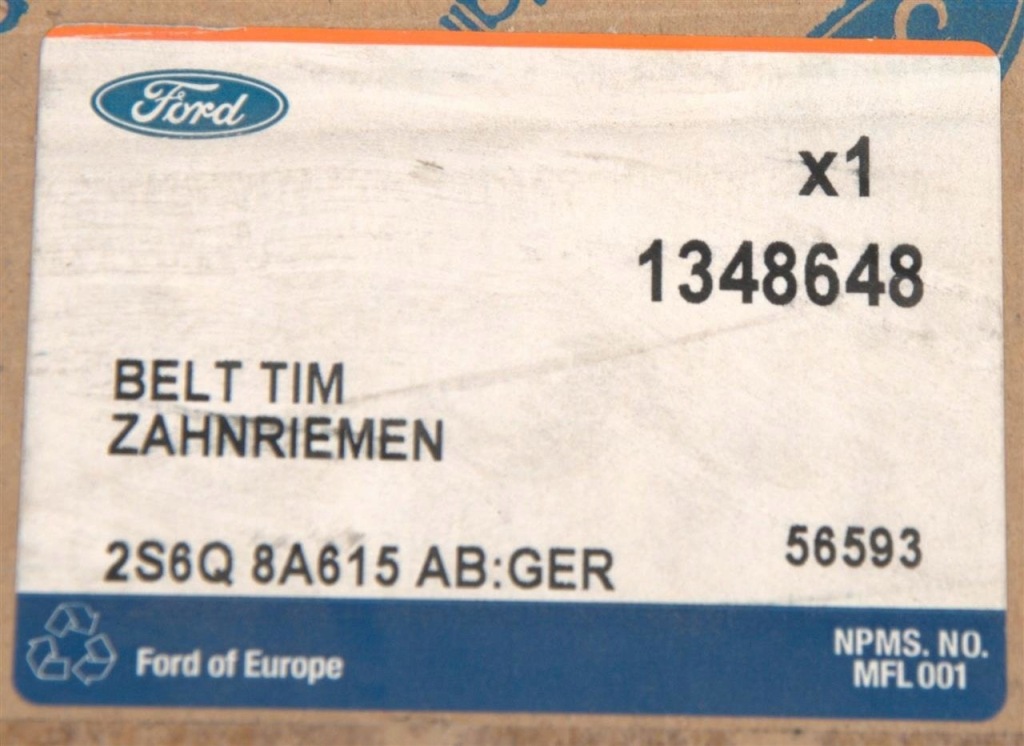 Ford
x1
1348648
BELT TIM
ZAHNRIEMEN
2S6Q 8A615 AB:GER
56593
Ford of Europe
NPMS. NO.
MFL 001